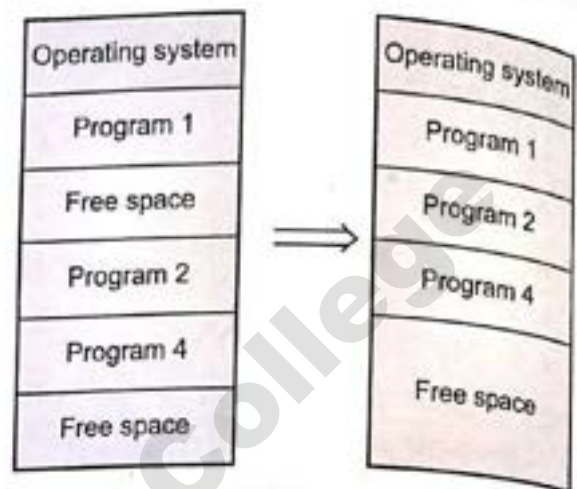 Operating system
Program 1
Free space
Program 2
Program 4
Free space
Operating system
Program 1
Program 2
Program 4
Free space
college